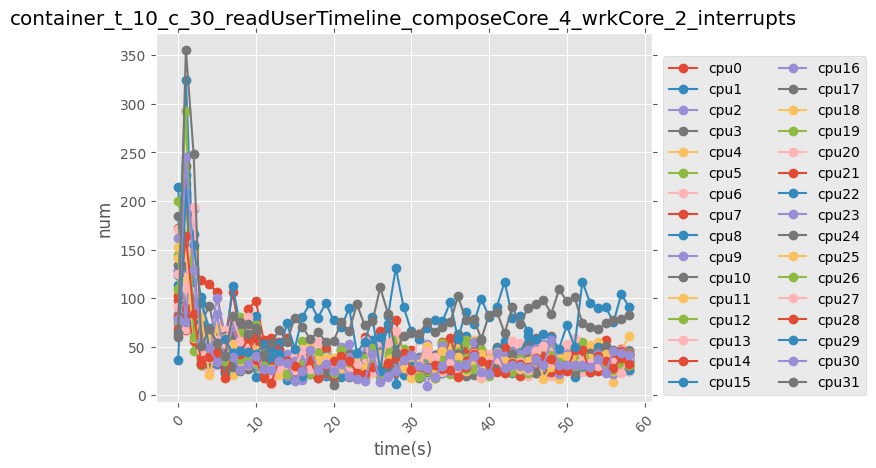 container_t_10_c_30_readUserTimeline_composeCore_4_wrkCore_2_interrupts
350
300
250
200
150
100
50
0
num
0
10
20
30
40
50
60
time(s)
cpu0
cpu1
cpu2
cpu3
cpu4
cpu5
cpu6
cpu7
cpu8
cpu9
cpu10
cpu11
cpu12
cpu13
cpu14
cpu15
cpu16
cpu17
cpu18
cpu19
cpu20
cpu21
cpu22
cpu23
cpu24
cpu25
cpu26
cpu27
cpu28
cpu29
cpu30
cpu31